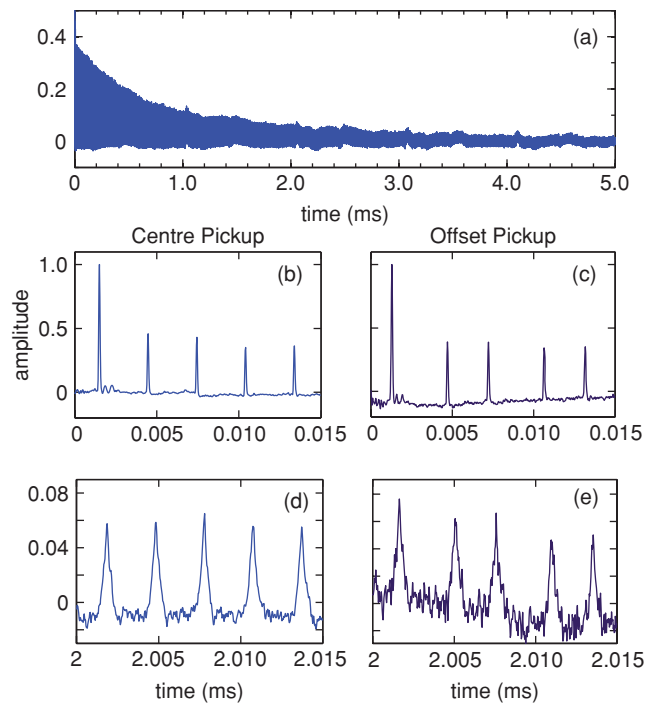 (a)
0.4
0.2
0
0 1.0 2.0 3.0 4.0 5.0
time (ms)
Centre Pickup Offset Pickup
(b) (c)
1.0
0.5
0
amplitude
0 0.005 0.010 0.015 0 0.005 0.010 0.015
(d) (e)
0.08
0.04
0
2 2.005 2.010 2.015 2 2.005 2.010 2.015
time (ms) time (ms)